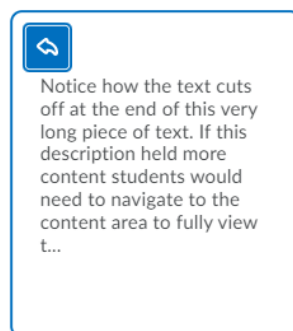 Notice how the text cuts
off at the end of this very
long piece of text. If this
description held more
content students would
need to navigate to the
content area to fully view
t...